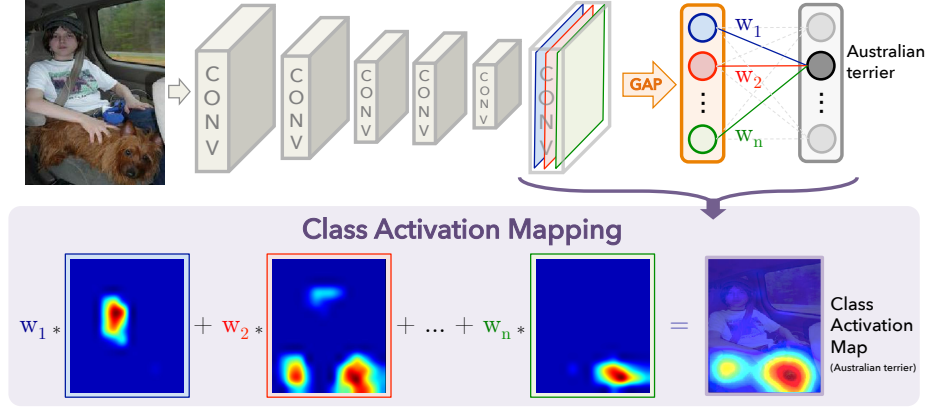 CONV
CONV
CONV
CONV
CONV
CONV
GAP
w1
w2
wn
Australian
terrier
Class Activation Mapping
w1 * + w2 * + ... + wn * =
Class
Activation
Map
(Australian terrier)